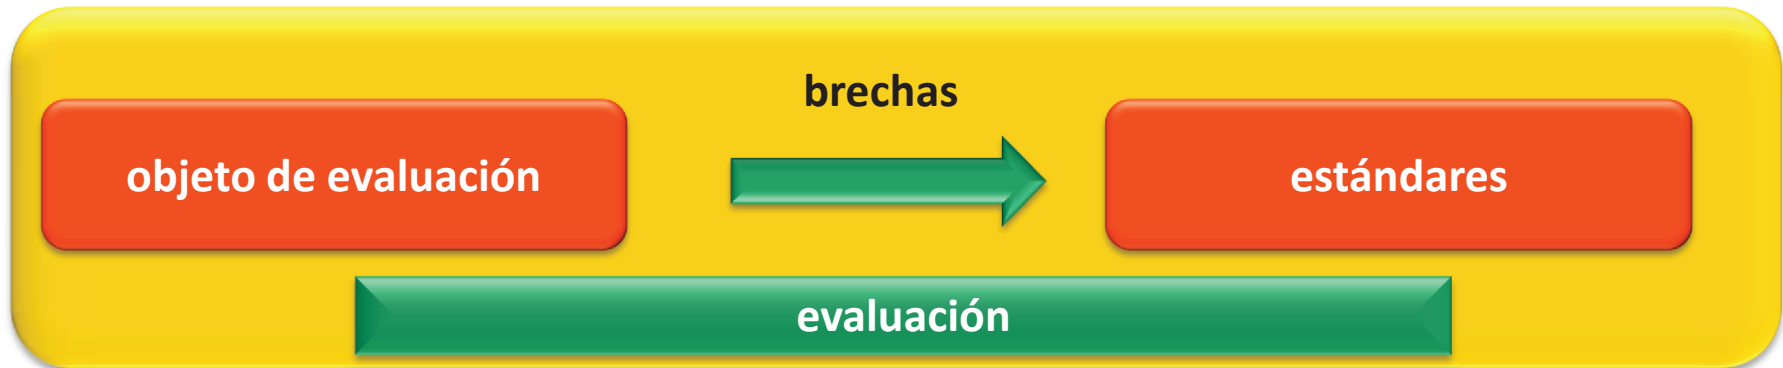 brechas
objeto de evaluación
estándares
evaluación